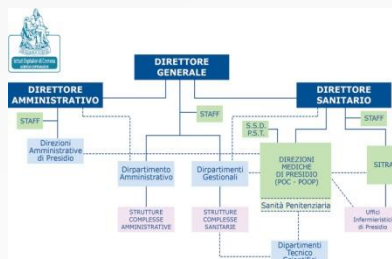 Istituti Ospitalieri di Cremona
DIRETTORE
GENERALE
DIRETTORE
AMMINISTRATIVO
DIRETTORE
SANITARIO
STAFF
STAFF
STAFF
S.S.D.
P.S.T.
Direzioni
Amministrative
di Presidio
Dirpartimento
Amministrativo
Dirpartimenti
Gestionali
DIREZIONI
MEDICHE
DI PRESIDIO
(POC - POOP)
SITRA
Sanità Penitenziaria
STRUTTURE
COMPLESSE
AMMINISTRATIVE
STRUTTURE
COMPLESSE
SANITARIE
Uffici
Infermieristici
di Presidio
Dipartimenti
Tecnico